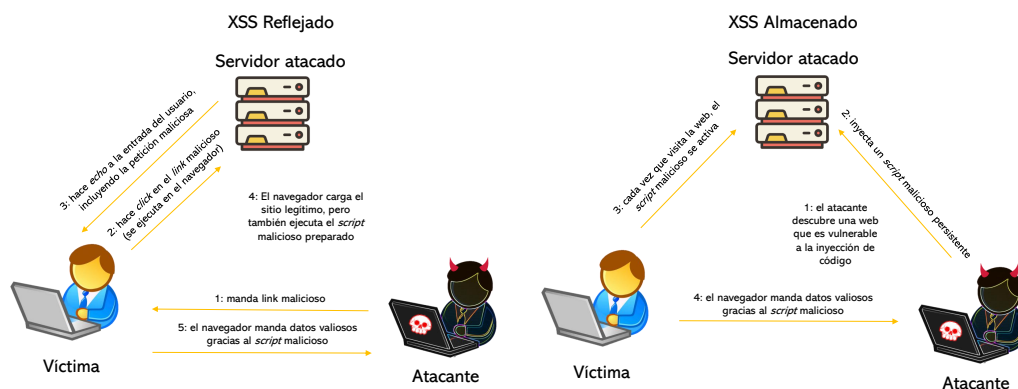 XSS Reflejado
Servidor atacado
3: hace echo a la entrada del usuario,
incluyendo la petición maliciosa
2: hace click en el link malicioso
(se ejecuta en el navegador)
4: El navegador carga el
sitio legítimo, pero
también ejecuta el script
malicioso preparado
1: manda link malicioso
5: el navegador manda datos valiosos
gracias al script malicioso
Víctima
Atacante
XSS Almacenado
Servidor atacado
3: cada vez que visita la web, el
script malicioso se activa
2: inyecta un script malicioso persistente
1: el atacante
descubre una web
que es vulnerable
a la inyección de
código
4: el navegador manda datos valiosos
gracias al script malicioso
Víctima
Atacante